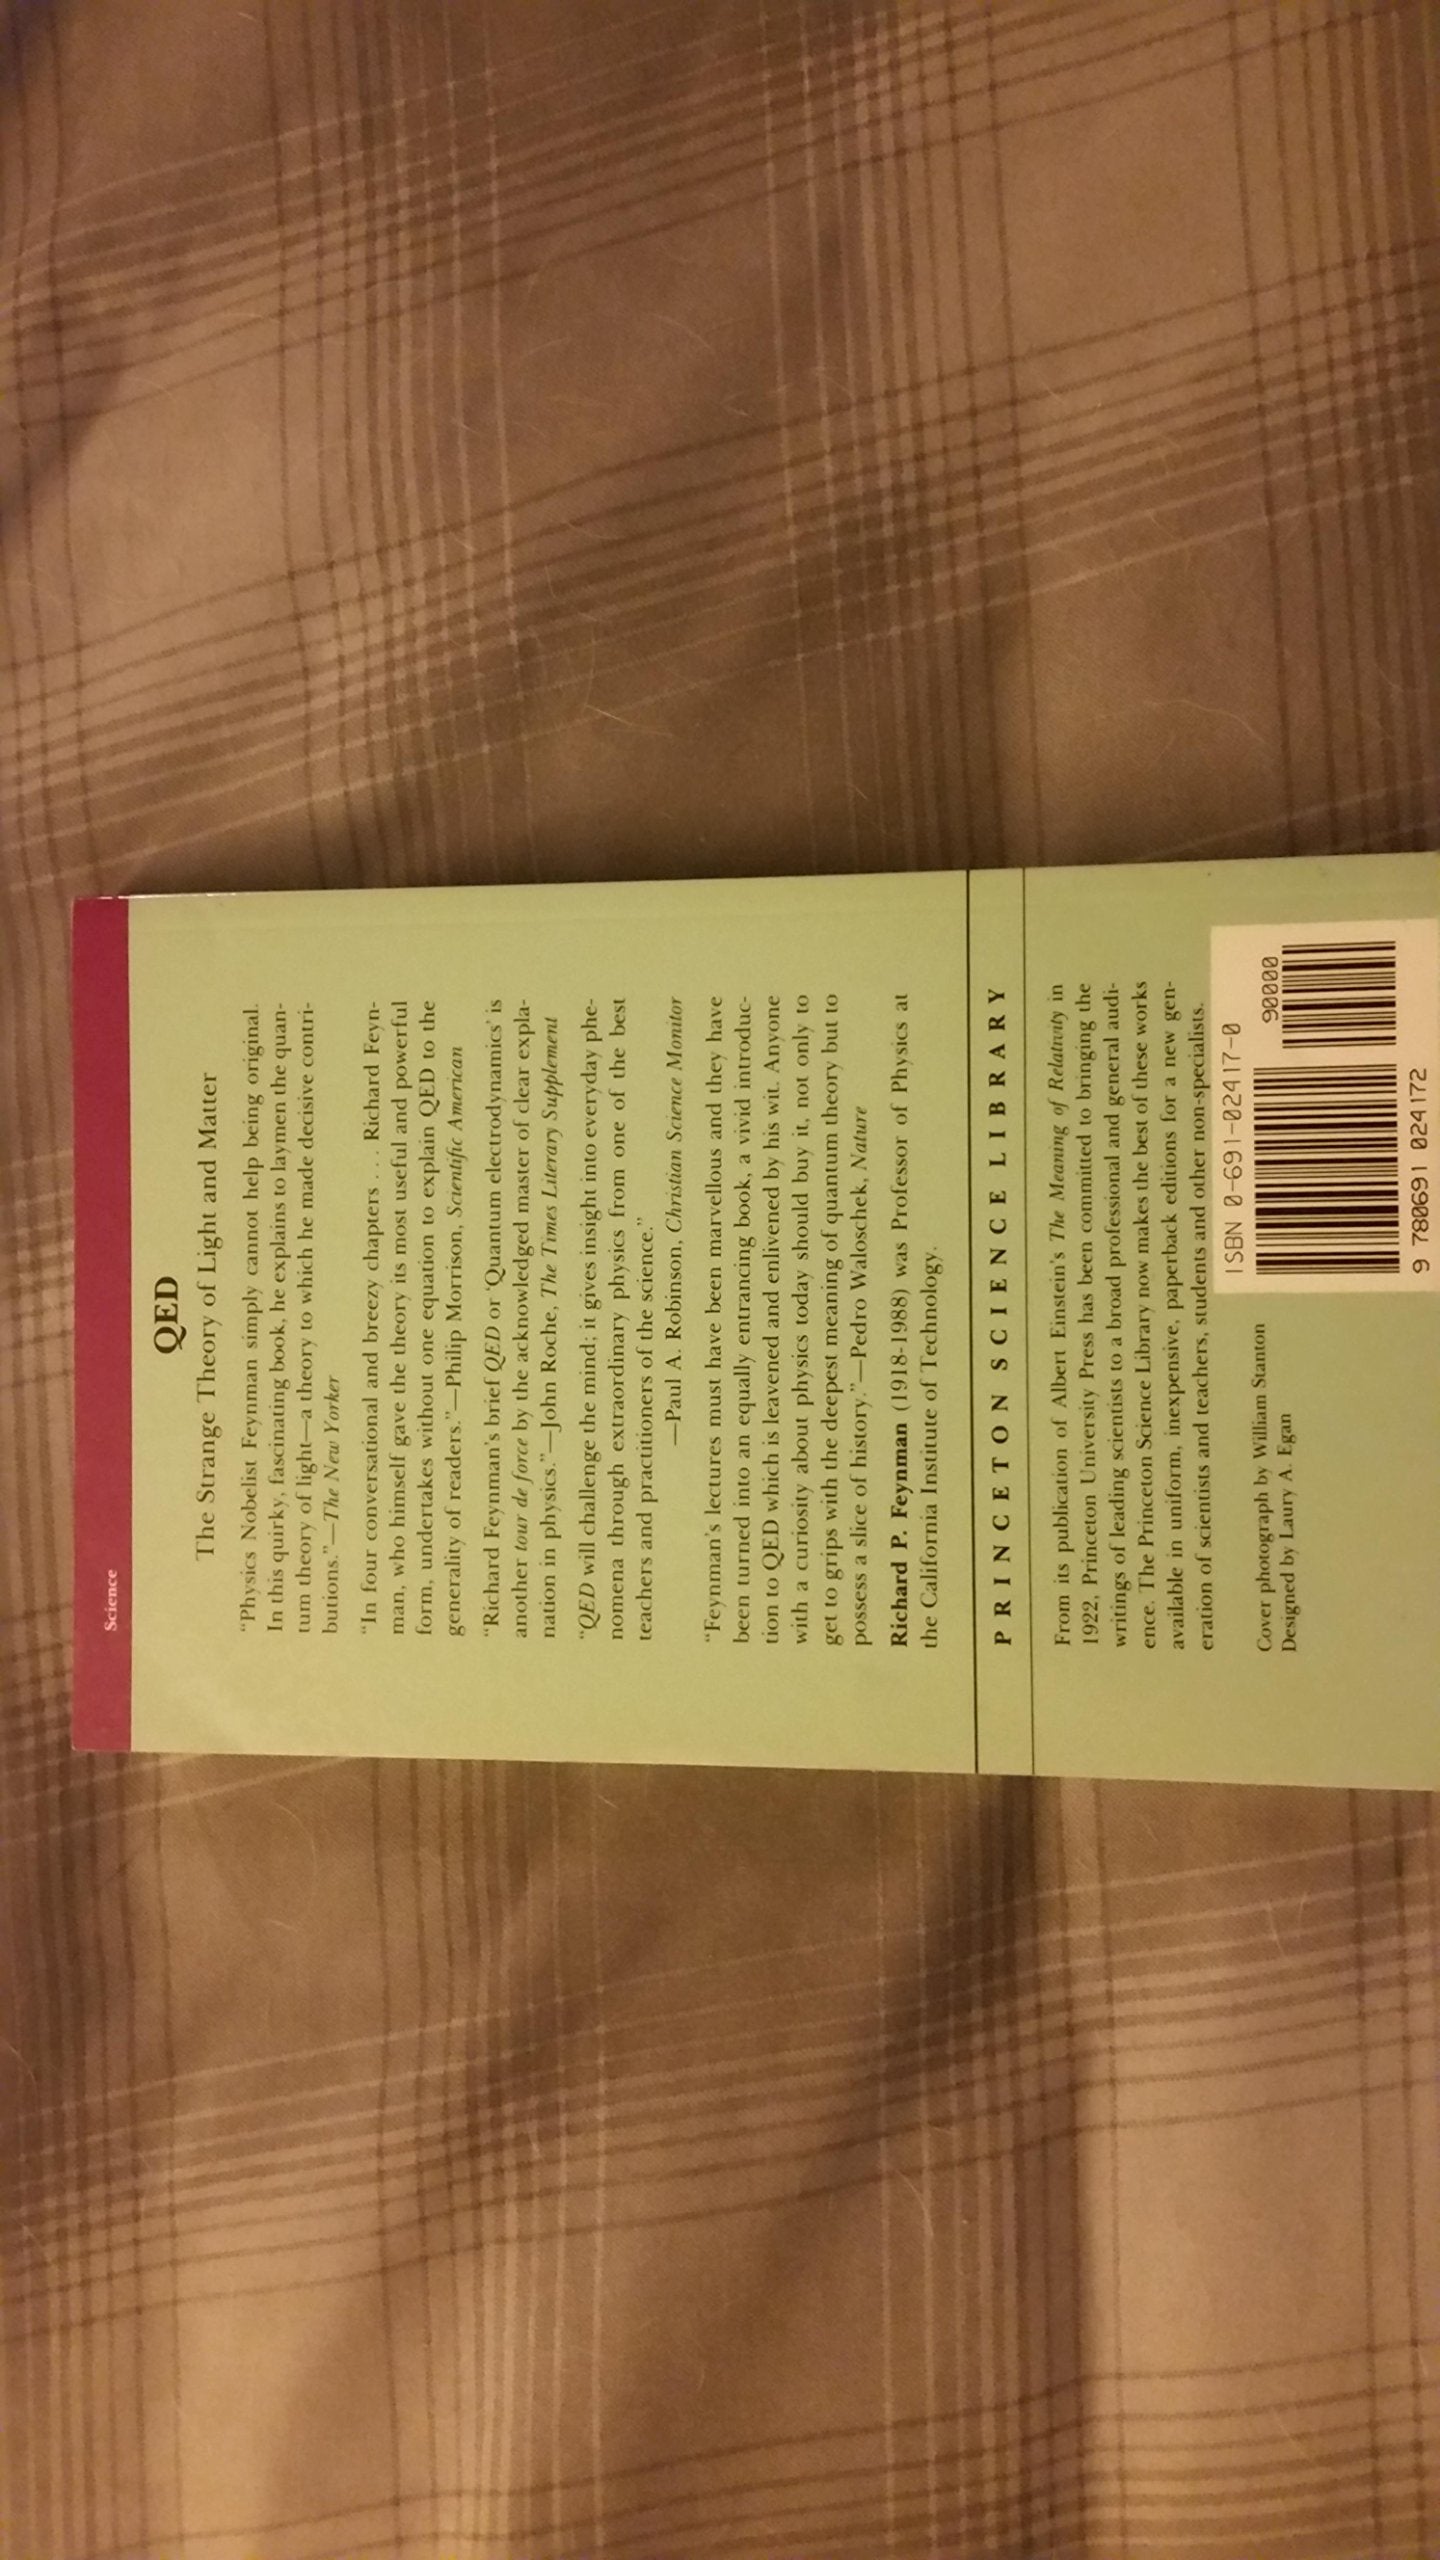 Science
QED
The Strange Theory of Light and Matter
“Physics Nobelist Feynman simply cannot help being original.
In this quirky, fascinating book, he explains to laymen the quan-
tum theory of light—a theory to which he made decisive contri-
butions.”—The New Yorker
“In four conversational and breezy chapters . . . Richard Feyn-
man, who himself gave the theory its most useful and powerful
form, undertakes without one equation to explain QED to the
generality of readers.”—Philip Morrison, Scientific American
“Richard Feynman's brief QED or 'Quantum electrodynamics' is
another tour de force by the acknowledged master of clear expla-
nation in physics.”—John Roche, The Times Literary Supplement
“QED will challenge the mind; it gives insight into everyday phe-
nomena through extraordinary physics from one of the best
teachers and practitioners of the science.”
—Paul A. Robinson, Christian Science Monitor
“Feynman's lectures must have been marvellous and they have
been turned into an equally entrancing book, a vivid introduc-
tion to QED which is leavened and enlivened by his wit. Anyone
with a curiosity about physics today should buy it, not only to
get to grips with the deepest meaning of quantum theory but to
possess a slice of history.”—Pedro Waloschek, Nature
Richard P. Feynman (1918-1988) was Professor of Physics at
the California Institute of Technology.
PRINCETON SCIENCE LIBRARY
From its publication of Albert Einstein's The Meaning of Relativity in
1922, Princeton University Press has been committed to bringing the
writings of leading scientists to a broad professional and general audi-
ence. The Princeton Science Library now makes the best of these works
available in uniform, inexpensive, paperback editions for a new gen-
eration of scientists and teachers, students and other non-specialists.
Cover photograph by William Stanton
Designed by Laury A. Egan
ISBN 0-691-02417-0
90000
9 780691 024172